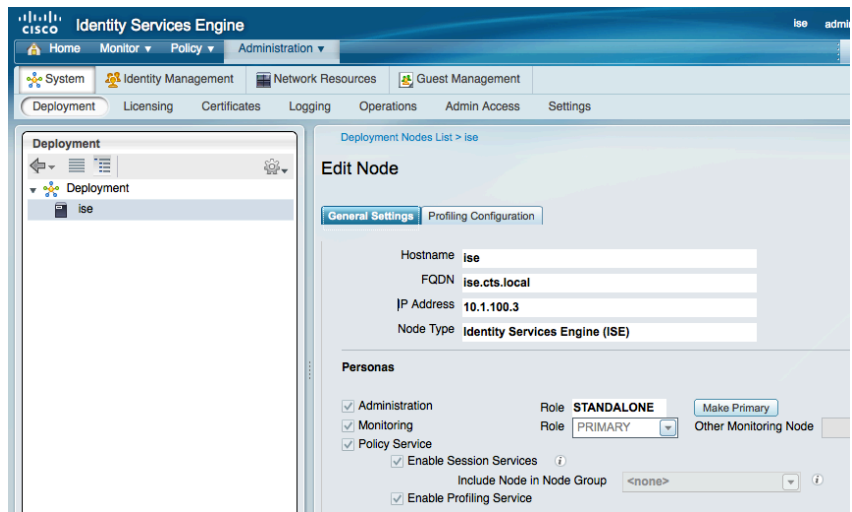 cisco Identity Services Engine ise
Home Monitor Policy Administration
System Identity Management Network Resources Guest Management
Deployment Licensing Certificates Logging Operations Admin Access Settings
Deployment
Deployment
ise
Deployment Nodes List > ise
Edit Node
General Settings Profiling Configuration
Hostname ise
FQDN ise.cts.local
IP Address 10.1.100.3
Node Type Identity Services Engine (ISE)
Personas
Administration Role STANDALONE Make Primary
Monitoring Role PRIMARY Other Monitoring Node
Policy Service
Enable Session Services i
Include Node in Node Group <none> i
Enable Profiling Service